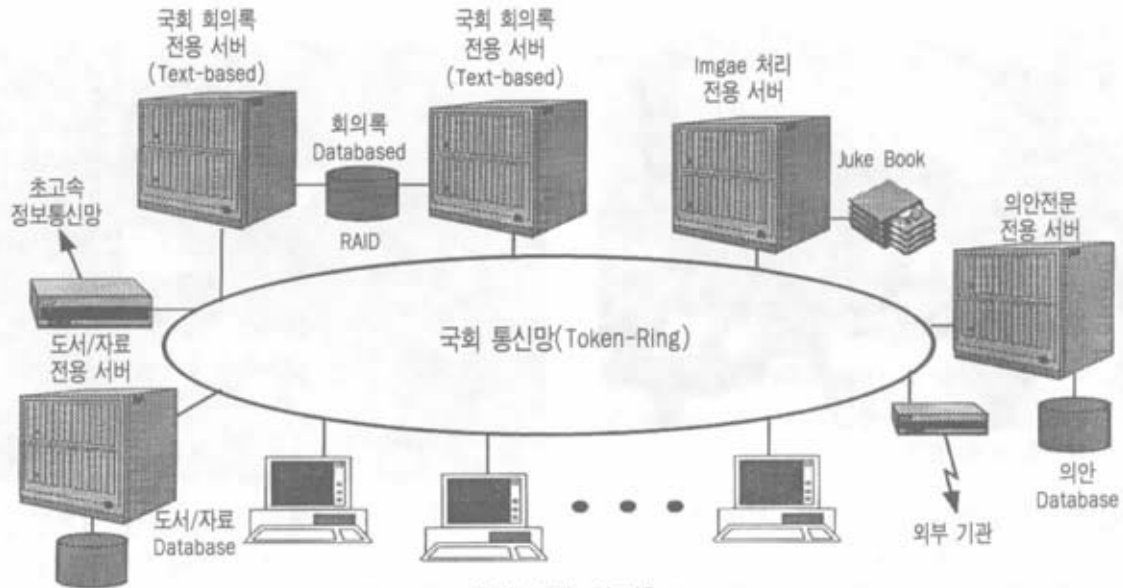 국회 회의록
전용 서버
(Text-based)
국회 회의록
전용 서버
(Text-based)
Imgae 처리
전용 서버
회의록
Databased
RAID
Juke Book
초고속
정보통신망
의안전문
전용 서버
국회 통신망(Token-Ring)
도서/자료
전용 서버
도서/자료
Database
의안
Database
외부 기관